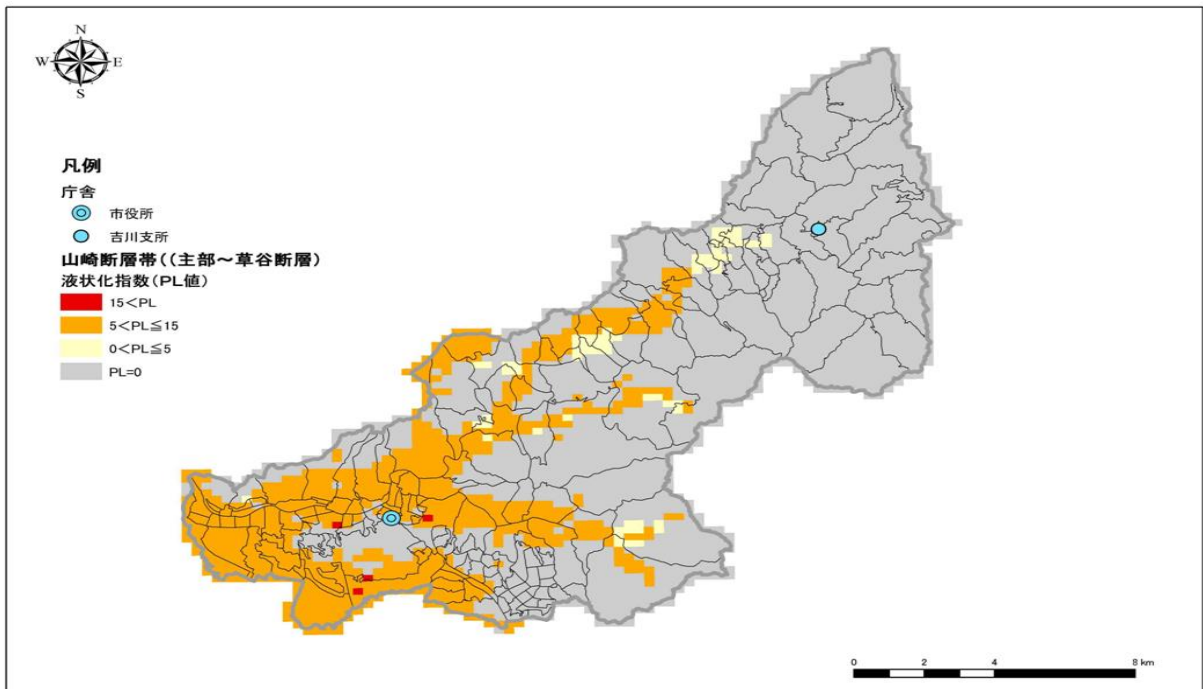 N
W E
S
凡例
庁舎
市役所
吉川支所
山崎断層帯((主部～草谷断層)
液状化指数(PL値)
15<PL
5<PL≦15
0<PL≦5
PL=0
0 2 4 8 km